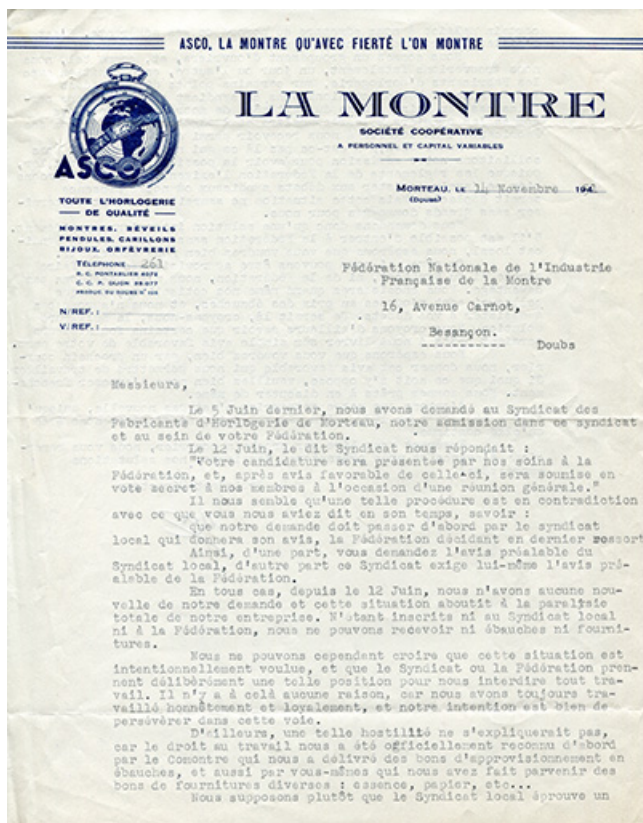 ASCO, LA MONTRE QU'AVEC FIERTÉ L'ON MONTRE
LA MONTRE
SOCIÉTÉ COOPÉRATIVE
A PERSONNEL ET CAPITAL VARIABLES
ASCO
TOUTE L'HORLOGERIE
DE QUALITÉ
MONTRES, RÉVEILS
PENDULES, CARILLONS
BIJOUX, ORFÈVRERIE
TÉLÉPHONE 261
R. C. PONTARLIER
C. C. P. DIJON
N/REF. :
V/REF. :
MORTEAU, LE 14 Novembre 194
(DOUBS)
Fédération Nationale de l'Industrie
Française de la Montre
16, Avenue Carnot,
Besançon.
-----------
Doubs
Messieurs,
Le 5 Juin dernier, nous avons demandé au Syndicat des
Fabricants d'Horlogerie de Morteau, notre admission dans ce syndicat
et au sein de votre Fédération.
Le 12 Juin, le dit Syndicat nous répondait :
"Votre candidature sera présentée par nos soins à la
Fédération, et, après avis favorable de celle-ci, sera soumise en
vote secret à nos membres à l'occasion d'une réunion générale."
Il nous semble qu'une telle procédure est en contradiction
avec ce que vous nous aviez dit en son temps, savoir :
que notre demande doit passer d'abord par le syndicat
local qui donnera son avis, la Fédération décidant en dernier ressort
Ainsi, d'une part, vous demandez l'avis préalable du
Syndicat local, d'autre part ce Syndicat exige lui-même l'avis pré-
alable de la Fédération.
En tous cas, depuis le 12 Juin, nous n'avons aucune nou-
velle de notre demande et cette situation aboutit à la paralysie
totale de notre entreprise. N'étant inscrits ni au Syndicat local
ni à la Fédération, nous ne pouvons recevoir ni ébauches ni fourni-
tures.
Nous ne pouvons cependant croire que cette situation est
intentionnellement voulue, et que le Syndicat ou la Fédération pren-
nent délibèrément une telle position pour nous interdire tout tra-
vail. Il n'y a à celà aucune raison, car nous avons toujours tra-
vaillé honnêtement et loyalement, et notre intention est bien de
persévérer dans cette voie.
D'ailleurs, une telle hostilité ne s'expliquerait pas,
car le droit au travail nous a été officiellement reconnu d'abord
par le Comontre qui nous a délivré des bons d'approvisionnement en
ébauches, et aussi par vous-mêmes qui nous avez fait parvenir des
bons de fournitures diverses : essence, papier, etc...
Nous supposons plutôt que le Syndicat local éprouve un